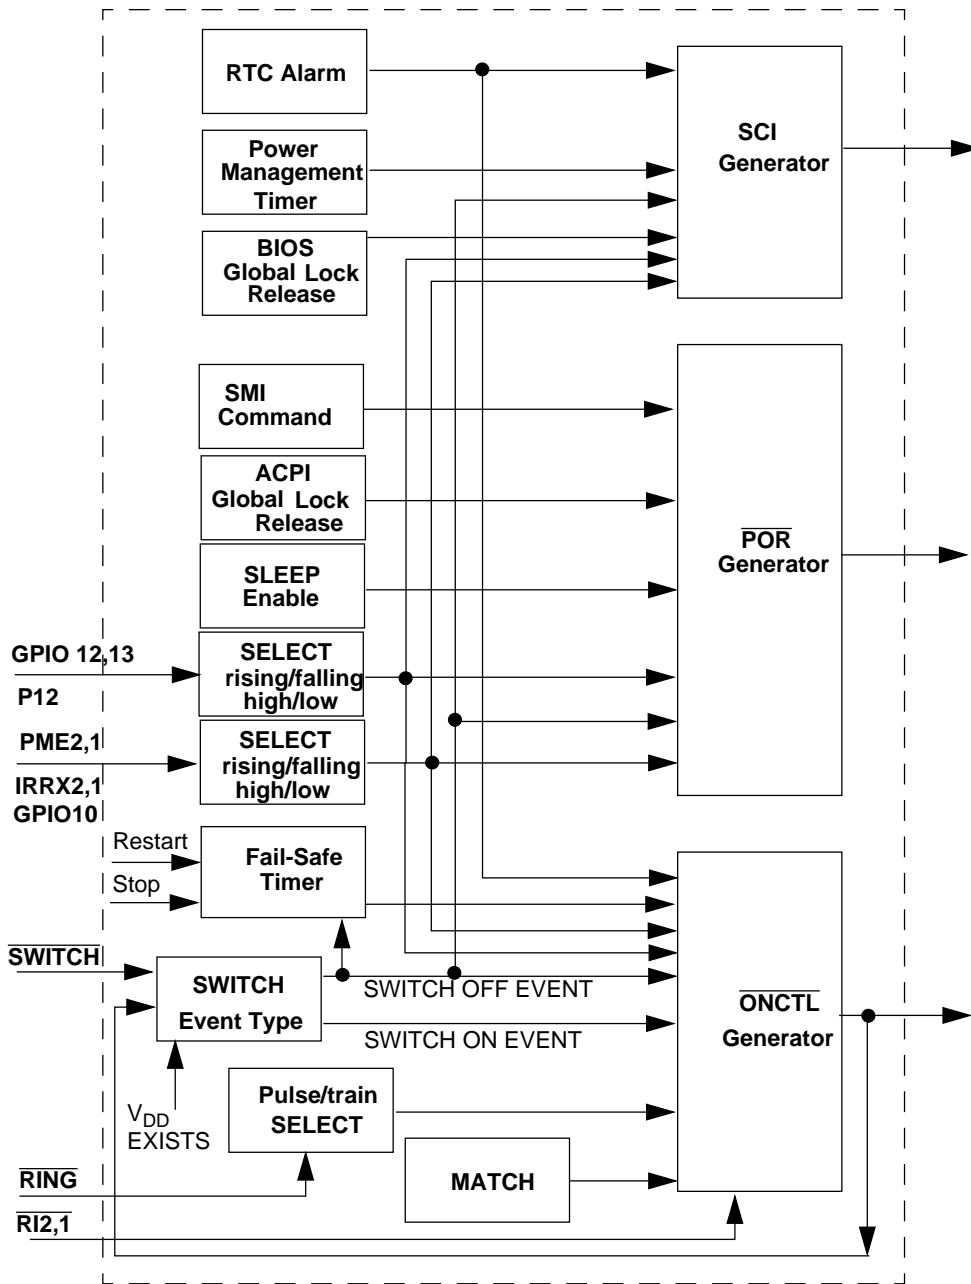 RTC Alarm
Power
Management
Timer
BIOS
Global Lock
Release
SCI
Generator
SMI
Command
ACPI
Global Lock
Release
SLEEP
Enable
POR
Generator
GPIO 12,13
P12
SELECT
rising/falling
high/low
PME2,1
IRRX2,1
GPIO10
SELECT
rising/falling
high/low
Restart
Stop
Fail-Safe
Timer
SWITCH
SWITCH
Event Type
SWITCH OFF EVENT
SWITCH ON EVENT
ONCTL
Generator
VDD
EXISTS
Pulse/train
SELECT
MATCH
RING
RI2,1